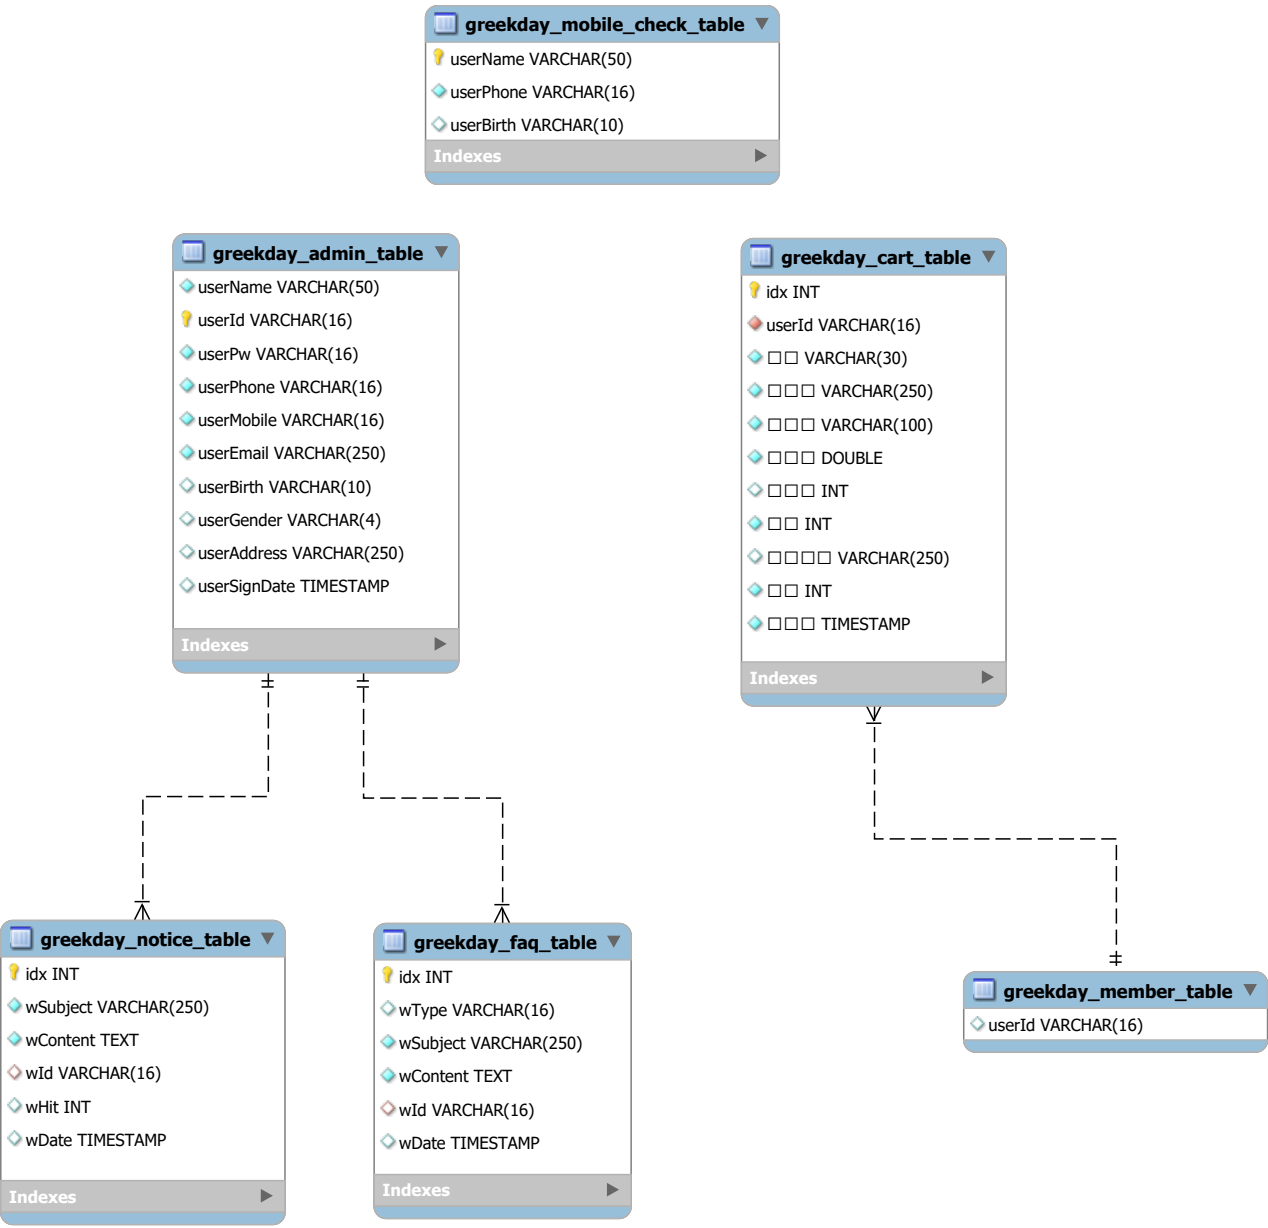 greekday_mobile_check_table
userName VARCHAR(50)
userPhone VARCHAR(16)
userBirth VARCHAR(10)
Indexes
greekday_admin_table
userName VARCHAR(50)
userId VARCHAR(16)
userPw VARCHAR(16)
userPhone VARCHAR(16)
userMobile VARCHAR(16)
userEmail VARCHAR(250)
userBirth VARCHAR(10)
userGender VARCHAR(4)
userAddress VARCHAR(250)
userSignDate TIMESTAMP
Indexes
greekday_cart_table
idx INT
userId VARCHAR(16)
□□ VARCHAR(30)
□□□ VARCHAR(250)
□□□ VARCHAR(100)
□□□ DOUBLE
□□□ INT
□□ INT
□□□□ VARCHAR(250)
□□ INT
□□□ TIMESTAMP
Indexes
greekday_notice_table
idx INT
wSubject VARCHAR(250)
wContent TEXT
wId VARCHAR(16)
wHit INT
wDate TIMESTAMP
Indexes
greekday_faq_table
idx INT
wType VARCHAR(16)
wSubject VARCHAR(250)
wContent TEXT
wId VARCHAR(16)
wDate TIMESTAMP
Indexes
greekday_member_table
userId VARCHAR(16)